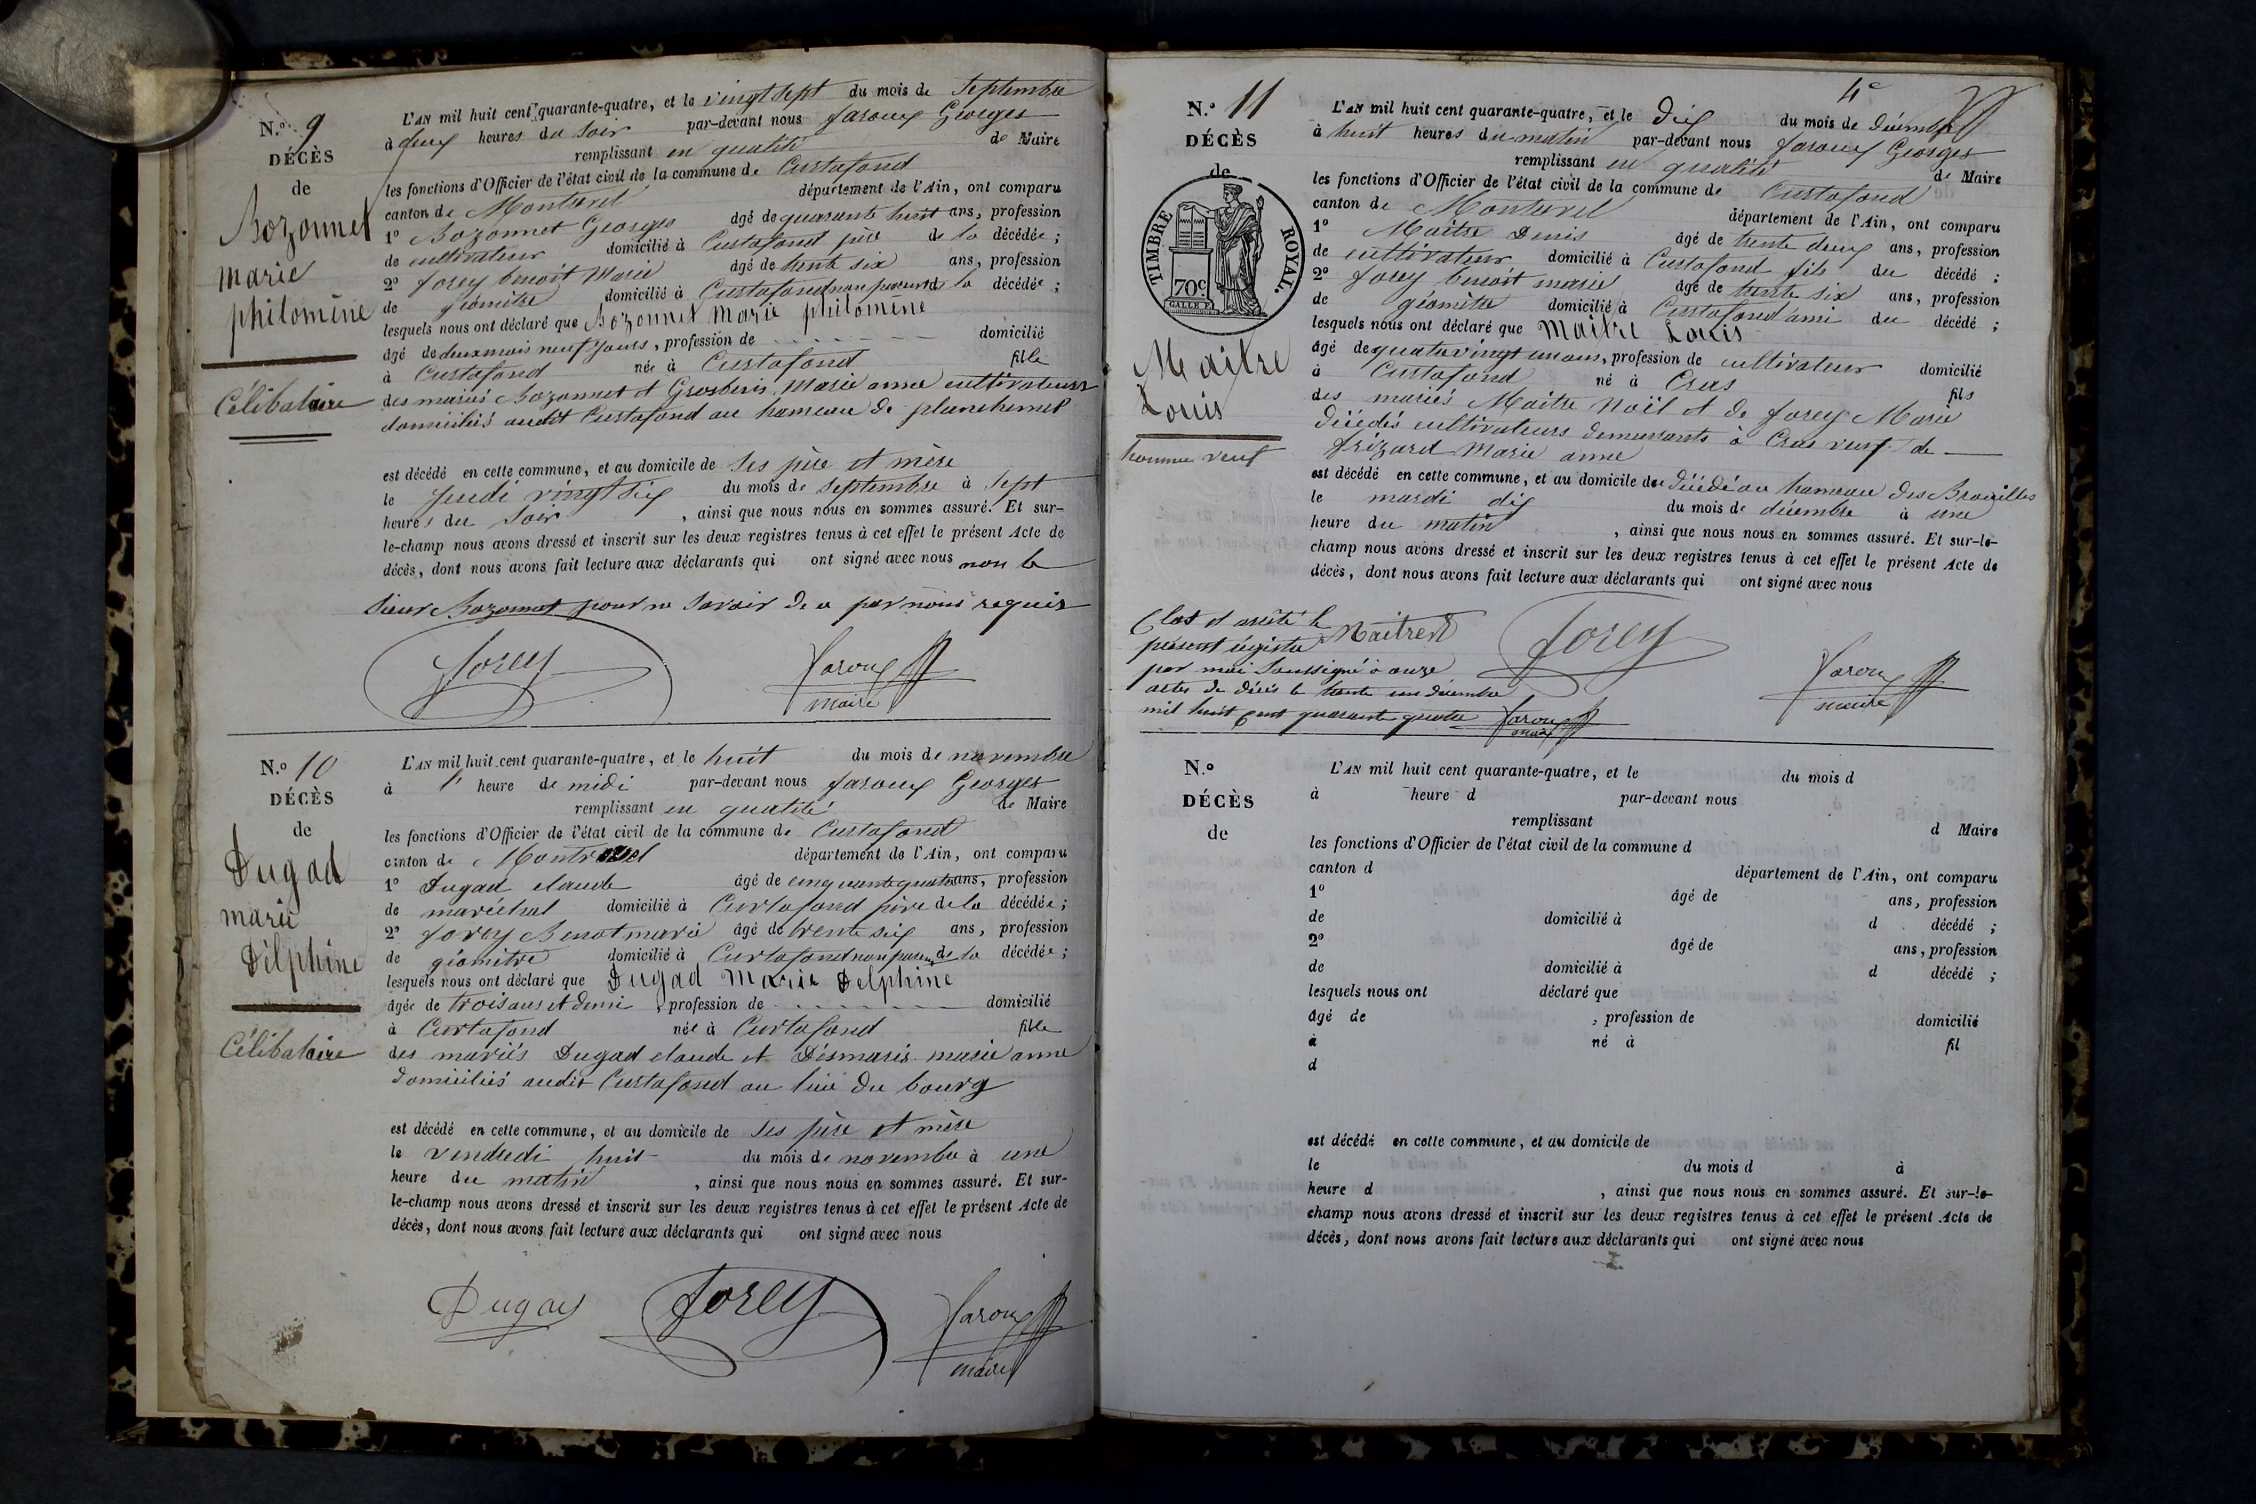 N.º 9
DÉCÈS
de
Bozonnet
marie
philomène
Célibataire
L'AN mil huit cent quarante-quatre, et le vingt sept du mois de Septembre
à deux heures du Soir par-devant nous faroux Georges
remplissant en qualité de Maire
les fonctions d'Officier de l'état civil de la commune de Curtafond
canton de Montrevel département de l'Ain, ont comparu
1º Bozonnet Georges âgé de quarante huit ans, profession
de cultivateur domicilié à Curtafond père de la décédée ;
2º forey benoit Marie âgé de trente six ans, profession
de géomètre domicilié à Curtafond non parent de la décédée ;
lesquels nous ont déclaré que Bozonnet Marie philomène
âgé de deux mois neuf jours, profession de domicilié
à Curtafond née à Curtafond fille
des mariés Bozonnet et Marie anne cultivateurs
domiciliés audit Curtafond au hameau de
est décédé en cette commune, et au domicile de Ses père et mère
le Jeudi vingt six du mois de Septembre à Sept
heures du Soir, ainsi que nous nous en sommes assuré. Et sur-
le-champ nous avons dressé et inscrit sur les deux registres tenus à cet effet le présent Acte de
décès, dont nous avons fait lecture aux déclarants qui ont signé avec nous non le
Sieur Bozonnet pour ne Savoir de ce par nous requis
forey
faroux
maire
N.º 10
DÉCÈS
de
Dugad
marie
Délphine
Célibataire
L'AN mil huit cent quarante-quatre, et le huit du mois de novembre
à l' heure de midi par-devant nous faroux Georges
remplissant en qualité de Maire
les fonctions d'Officier de l'état civil de la commune de Curtafond
canton de Montrevel département de l'Ain, ont comparu
1º Dugad claude âgé de cinquante quatre ans, profession
de maréchal domicilié à Curtafond père de la décédée ;
2º forey Benoit marie âgé de trente six ans, profession
de géomètre domicilié à Curtafond non parent de la décédée ;
lesquels nous ont déclaré que Dugad Marie Delphine
âgée de trois ans et demi, profession de domicilié
à Curtafond née à Curtafond fille
des mariés Dugad claude et Désmaris marie anne
domiciliés audit Curtafond au lieu du bourg
est décédé en cette commune, et au domicile de Ses père et mère
le vendredi huit du mois de novembre à une
heure du matin, ainsi que nous nous en sommes assuré. Et sur-
le-champ nous avons dressé et inscrit sur les deux registres tenus à cet effet le présent Acte de
décès, dont nous avons fait lecture aux déclarants qui ont signé avec nous
Dugad
forey
faroux
maire
4e
N.º 11
DÉCÈS
de
TIMBRE ROYAL.
70c
Maitre
Louis
homme veuf
L'AN mil huit cent quarante-quatre, et le Dix du mois de Décembre
à huit heures du matin par-devant nous faroux Georges
remplissant en qualité de Maire
les fonctions d'Officier de l'état civil de la commune de Curtafond
canton de Montrevel département de l'Ain, ont comparu
1º Maitre Denis âgé de trente deux ans, profession
de cultivateur domicilié à Curtafond fils du décédé ;
2º forey benoit marie âgé de trente six ans, profession
de géomètre domicilié à Curtafond ami du décédé ;
lesquels nous ont déclaré que Maitre Louis
âgé de quatre vingt un ans, profession de cultivateur domicilié
à Curtafond né à Cras fils
des mariés Maitre Noël et de forey Marie
décédés cultivateurs demeurants à Cras veuf de
frizard Marie anne
est décédé en cette commune, et au domicile du décédé au hameau des Brouilles
le mardi dix du mois de décembre à une
heure du matin, ainsi que nous nous en sommes assuré. Et sur-le-
champ nous avons dressé et inscrit sur les deux registres tenus à cet effet le présent Acte de
décès, dont nous avons fait lecture aux déclarants qui ont signé avec nous
Clos et arrêté le
présent registre
par moi Soussigné à onze
actes de décès le trente un décembre
mil huit cent quarante quatre
Maitre D
forey
faroux
maire
faroux
maire
N.º
DÉCÈS
de
L'AN mil huit cent quarante-quatre, et le du mois d
à heure d par-devant nous
remplissant d Maire
les fonctions d'Officier de l'état civil de la commune d
canton d département de l'Ain, ont comparu
1º âgé de ans, profession
de domicilié à d décédé ;
2º âgé de ans, profession
de domicilié à d décédé ;
lesquels nous ont déclaré que
âgé de , profession de domicilié
à né à fil
d
est décédé en cette commune, et au domicile de
le du mois d à
heure d , ainsi que nous nous en sommes assuré. Et sur-le-
champ nous avons dressé et inscrit sur les deux registres tenus à cet effet le présent Acte de
décès, dont nous avons fait lecture aux déclarants qui ont signé avec nous